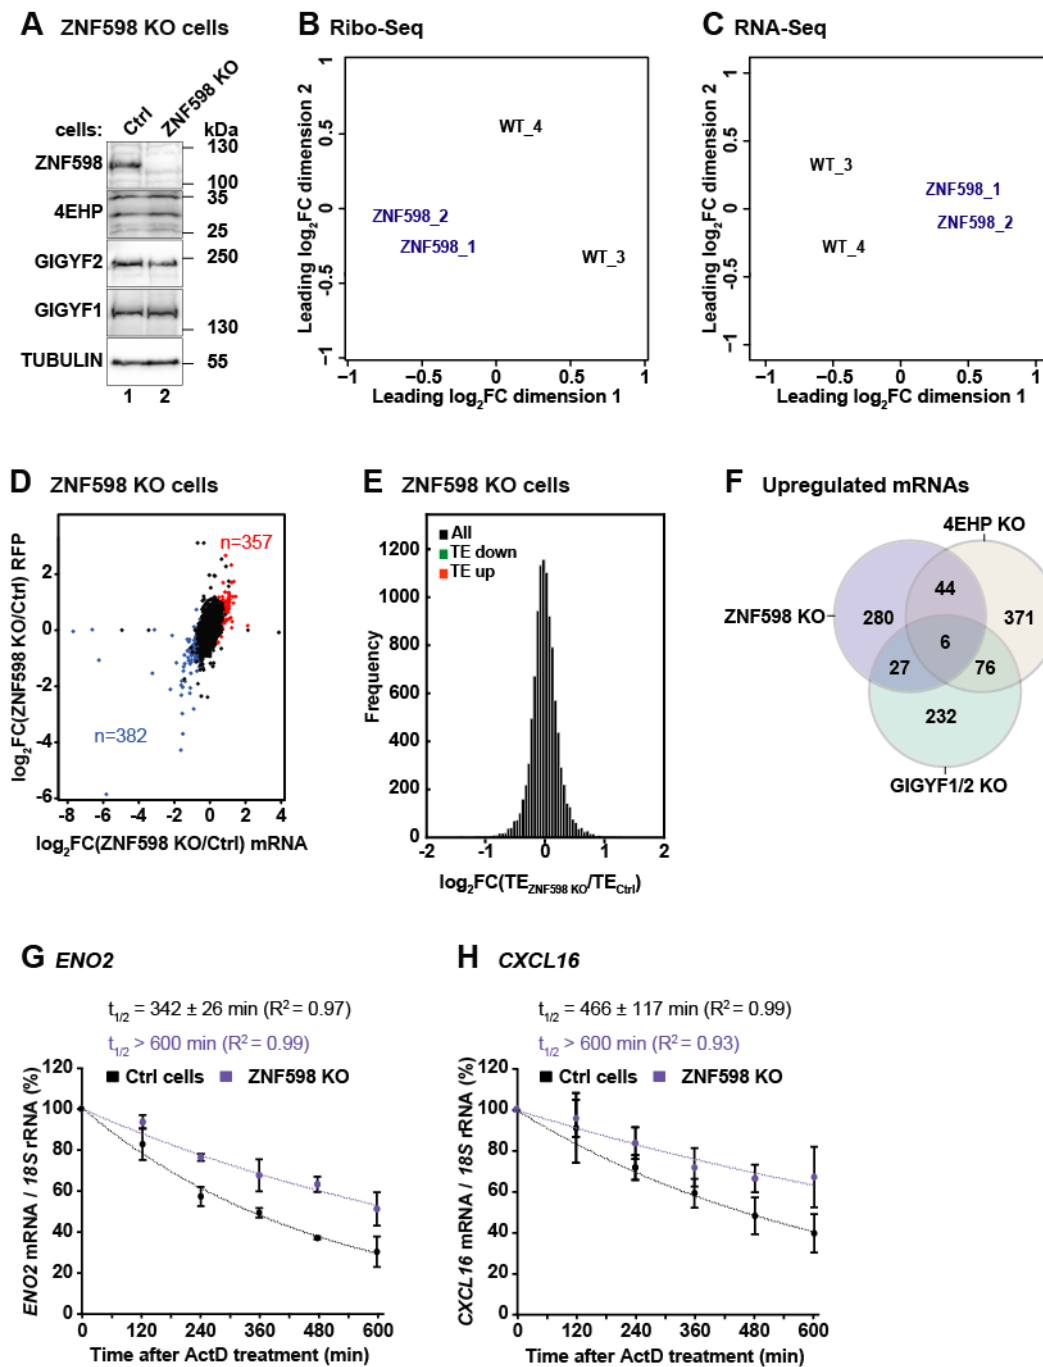 A ZNF598 KO cells
cells: Ctrl ZNF598 KO kDa
ZNF598
130
100
4EHP
35
25
GIGYF2
250
GIGYF1
130
TUBULIN
55
1 2
B Ribo-Seq
Leading log2FC dimension 2
1
0.5
0
−0.5
−1
WT_4
ZNF598_2
ZNF598_1
WT_3
−1 −0.5 0 0.5 1
Leading log2FC dimension 1
C RNA-Seq
Leading log2FC dimension 2
1
0.5
0
−0.5
−1
WT_3
ZNF598_1
ZNF598_2
WT_4
−1 −0.5 0 0.5 1
Leading log2FC dimension 1
D ZNF598 KO cells
log2FC(ZNF598 KO/Ctrl) RFP
2
0
-2
-4
-6
n=357
n=382
-8 -6 -4 -2 0 2 4
log2FC(ZNF598 KO/Ctrl) mRNA
E ZNF598 KO cells
Frequency
1200
1000
800
600
400
200
0
All
TE down
TE up
-2 -1 0 1 2
log2FC(TEZNF598 KO/TECtrl)
F Upregulated mRNAs
4EHP KO
ZNF598 KO
44
280
371
6
27
76
232
GIGYF1/2 KO
G ENO2
t1/2 = 342 ± 26 min (R2 = 0.97)
t1/2 > 600 min (R2 = 0.99)
Ctrl cells ZNF598 KO
ENO2 mRNA / 18S rRNA (%)
120
100
80
60
40
20
0
0 120 240 360 480 600
Time after ActD treatment (min)
H CXCL16
t1/2 = 466 ± 117 min (R2 = 0.99)
t1/2 > 600 min (R2 = 0.93)
Ctrl cells ZNF598 KO
CXCL16 mRNA / 18S rRNA (%)
120
100
80
60
40
20
0
0 120 240 360 480 600
Time after ActD treatment (min)